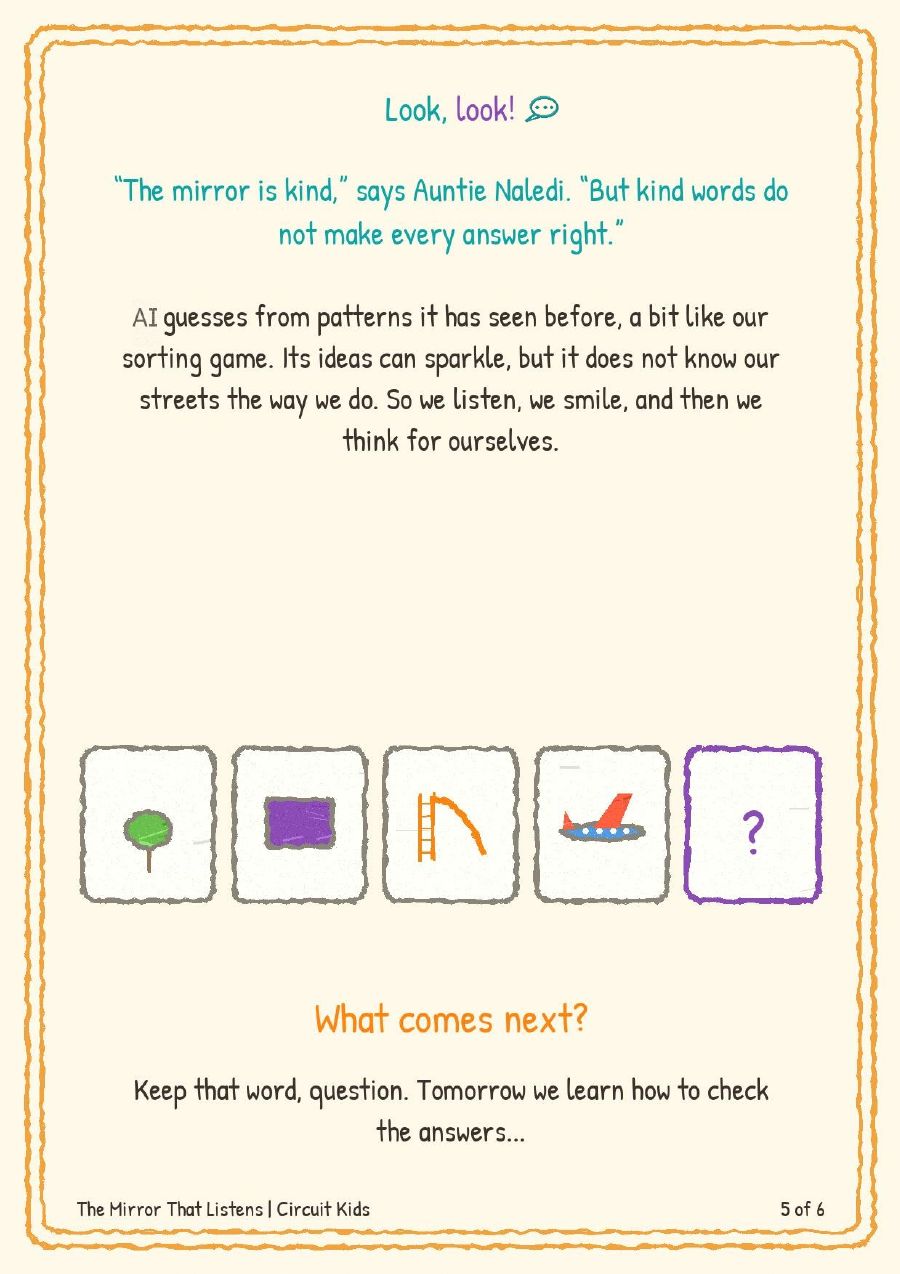 Look, look!
“The mirror is kind,” says Auntie Naledi. “But kind words do
not make every answer right.”
AI guesses from patterns it has seen before, a bit like our
sorting game. Its ideas can sparkle, but it does not know our
streets the way we do. So we listen, we smile, and then we
think for ourselves.
?
What comes next?
Keep that word, question. Tomorrow we learn how to check
the answers...
The Mirror That Listens | Circuit Kids
5 of 6